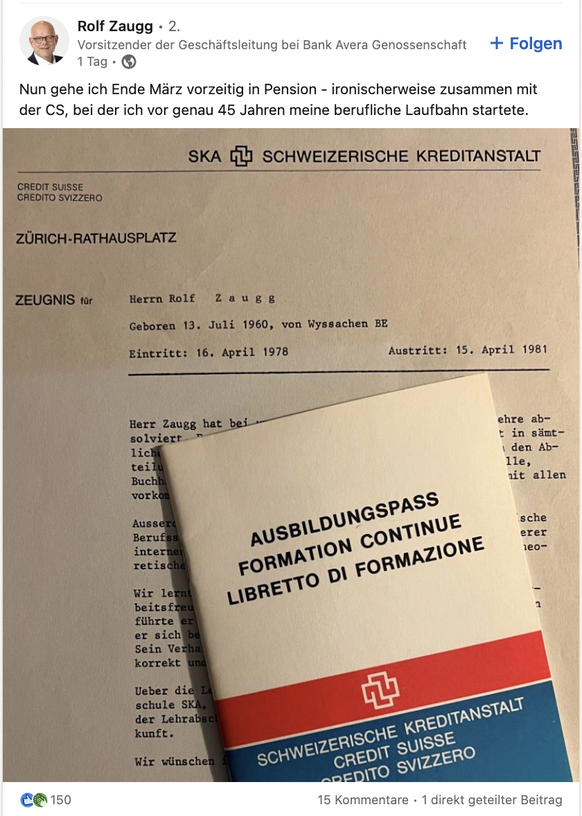 Rolf Zaugg • 2.
Vorsitzender der Geschäftsleitung bei Bank Avera Genossenschaft
1 Tag •
+ Folgen
Nun gehe ich Ende März vorzeitig in Pension - ironischerweise zusammen mit
der CS, bei der ich vor genau 45 Jahren meine berufliche Laufbahn startete.
SKA SCHWEIZERISCHE KREDITANSTALT
CREDIT SUISSE
CREDITO SVIZZERO
ZÜRICH-RATHAUSPLATZ
ZEUGNIS für Herrn Rolf Z a u g g
Geboren 13. Juli 1960, von Wyssachen BE
Eintritt: 16. April 1978 Austritt: 15. April 1981
Herr Zaugg hat bei ehre ab-
solviert. t in sämt-
lich den Ab-
teilu lle,
Buchh mit allen
vorko
Ausser sche
Berufss erer
interne eo-
retische
Wir lernt
beitsfreu
führte er
er sich be
Sein Verha
korrekt und
Ueber die L
schule SKA,
der Lehrabsc
kunft.
Wir wünschen
AUSBILDUNGSPASS
FORMATION CONTINUE
LIBRETTO DI FORMAZIONE
SCHWEIZERISCHE KREDITANSTALT
CREDIT SUISSE
CREDITO SVIZZERO
150
15 Kommentare • 1 direkt geteilter Beitrag